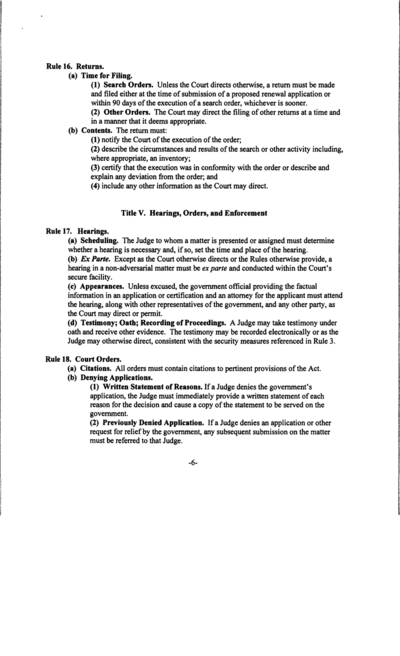 Rule 16. Returns.
(a) Time for Filing.
(1) Search Orders. Unless the Court directs otherwise, a return must be made
and filed either at the time of submission of a proposed renewal application or
within 90 days of the execution of a search order, whichever is sooner.
(2) Other Orders. The Court may direct the filing of other returns at a time and
in a manner that it deems appropriate.
(b) Contents. The return must:
(1) notify the Court of the execution of the order;
(2) describe the circumstances and results of the search or other activity including,
where appropriate, an inventory;
(3) certify that the execution was in conformity with the order or describe and
explain any deviation from the order; and
(4) include any other information as the Court may direct.
Title V. Hearings, Orders, and Enforcement
Rule 17. Hearings.
(a) Scheduling. The Judge to whom a matter is presented or assigned must determine
whether a hearing is necessary and, if so, set the time and place of the hearing.
(b) Ex Parte. Except as the Court otherwise directs or the Rules otherwise provide, a
hearing in a non-adversarial matter must be ex parte and conducted within the Court's
secure facility.
(c) Appearances. Unless excused, the government official providing the factual
information in an application or certification and an attorney for the applicant must attend
the hearing, along with other representatives of the government, and any other party, as
the Court may direct or permit.
(d) Testimony; Oath; Recording of Proceedings. A Judge may take testimony under
oath and receive other evidence. The testimony may be recorded electronically or as the
Judge may otherwise direct, consistent with the security measures referenced in Rule 3.
Rule 18. Court Orders.
(a) Citations. All orders must contain citations to pertinent provisions of the Act.
(b) Denying Applications.
(1) Written Statement of Reasons. If a Judge denies the government's
application, the Judge must immediately provide a written statement of each
reason for the decision and cause a copy of the statement to be served on the
government.
(2) Previously Denied Application. If a Judge denies an application or other
request for relief by the government, any subsequent submission on the matter
must be referred to that Judge.
-6-